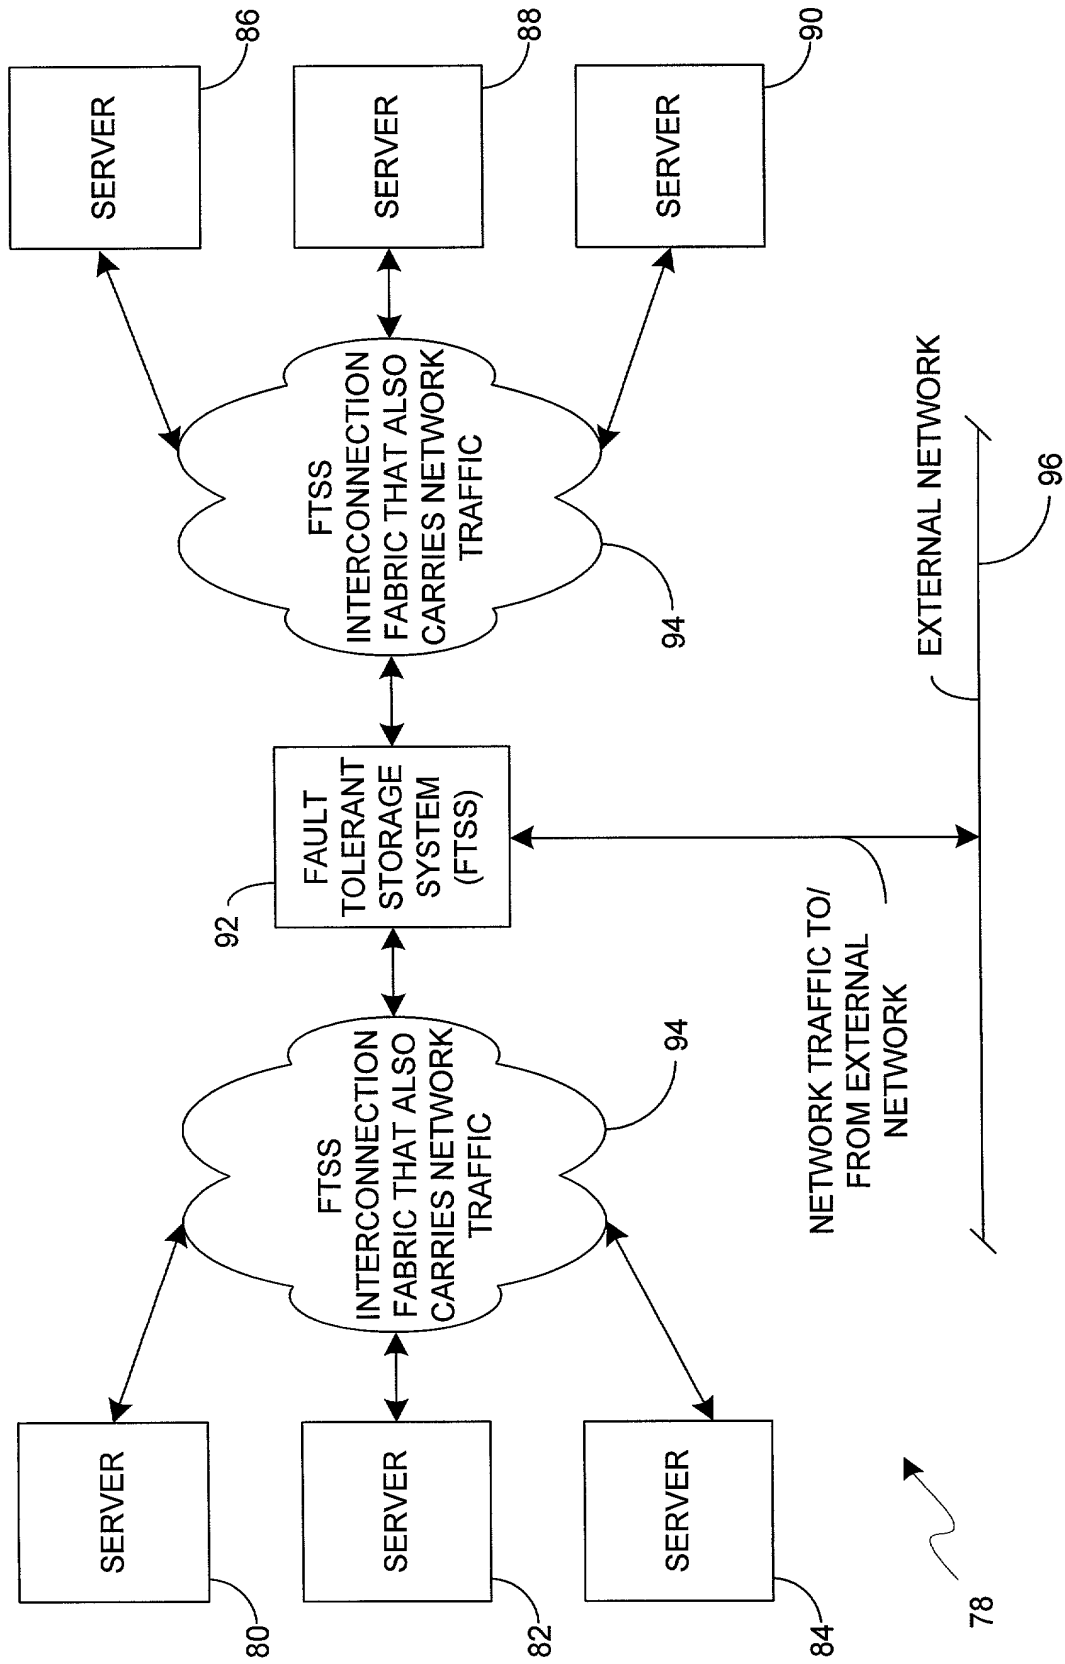 SERVER
80
SERVER
82
SERVER
84
FTSS
INTERCONNECTION
FABRIC THAT ALSO
CARRIES NETWORK
TRAFFIC
94
92
FAULT
TOLERANT
STORAGE
SYSTEM
(FTSS)
FTSS
INTERCONNECTION
FABRIC THAT ALSO
CARRIES NETWORK
TRAFFIC
94
SERVER
86
SERVER
88
SERVER
90
NETWORK TRAFFIC TO/
FROM EXTERNAL
NETWORK
EXTERNAL NETWORK
96
78